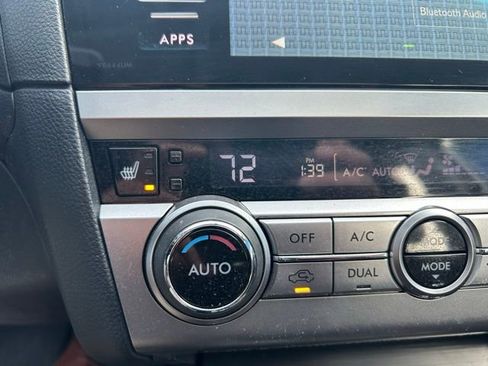 Bluetooth Audio
APPS
72 PM 1:39 A/C AUTO
OFF A/C MODE
AUTO MODE
DUAL